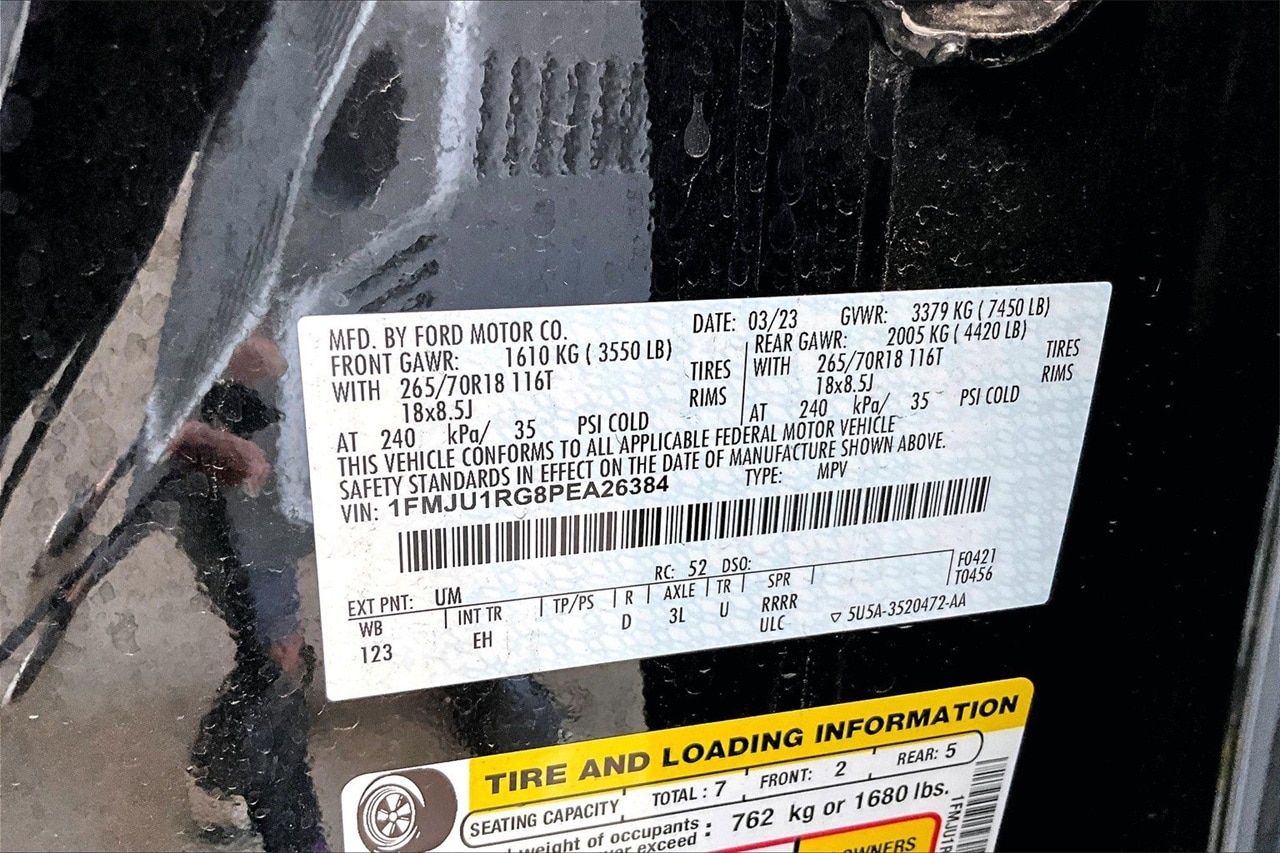 MFD. BY FORD MOTOR CO.
DATE: 03/23 GVWR: 3379 KG ( 7450 LB)
FRONT GAWR: 1610 KG ( 3550 LB)
REAR GAWR: 2005 KG ( 4420 LB)
WITH 265/70R18 116T TIRES
18x8.5J RIMS
AT 240 kPa/ 35 PSI COLD
WITH 265/70R18 116T TIRES
18x8.5J RIMS
AT 240 kPa/ 35 PSI COLD
THIS VEHICLE CONFORMS TO ALL APPLICABLE FEDERAL MOTOR VEHICLE
SAFETY STANDARDS IN EFFECT ON THE DATE OF MANUFACTURE SHOWN ABOVE.
VIN: 1FMJU1RG8PEA26384 TYPE: MPV
EXT PNT: UM RC: 52 DSO:
WB INT TR TP/PS R AXLE TR SPR
123 EH D 3L U RRRR
ULC
F0421
T0456
▽ 5U5A-3520472-AA
TIRE AND LOADING INFORMATION
SEATING CAPACITY TOTAL : 7 FRONT: 2 REAR: 5
weight of occupants : 762 kg or 1680 lbs.
exceed
OWNERS
1FMJU1R